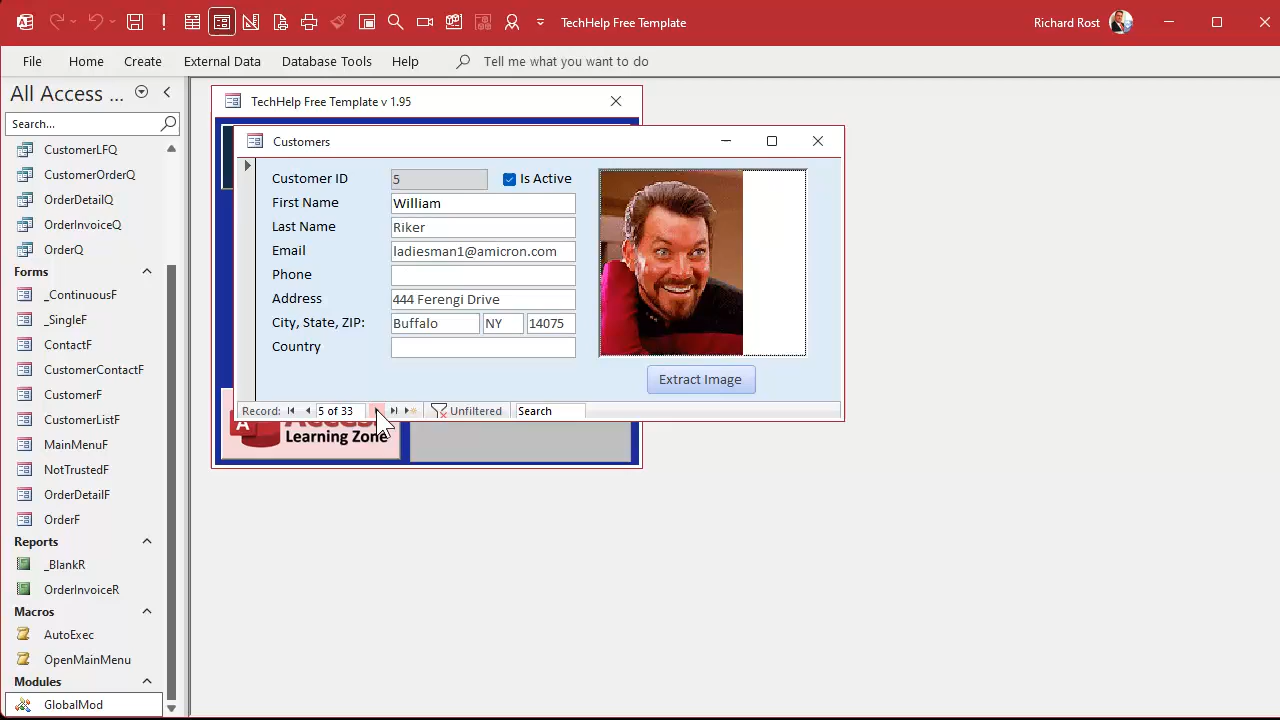 TechHelp Free Template
Richard Rost
File Home Create External Data Database Tools Help Tell me what you want to do
All Access ...
Search...
CustomerLFQ
CustomerOrderQ
OrderDetailQ
OrderInvoiceQ
OrderQ
Forms
_ContinuousF
_SingleF
ContactF
CustomerContactF
CustomerF
CustomerListF
MainMenuF
NotTrustedF
OrderDetailF
OrderF
Reports
_BlankR
OrderInvoiceR
Macros
AutoExec
OpenMainMenu
Modules
GlobalMod
TechHelp Free Template v 1.95
Customers
Customer ID 5 Is Active
First Name William
Last Name Riker
Email ladiesman1@amicron.com
Phone
Address 444 Ferengi Drive
City, State, ZIP: Buffalo NY 14075
Country
Extract Image
Record: 5 of 33 Unfiltered Search
A
Learning Zone